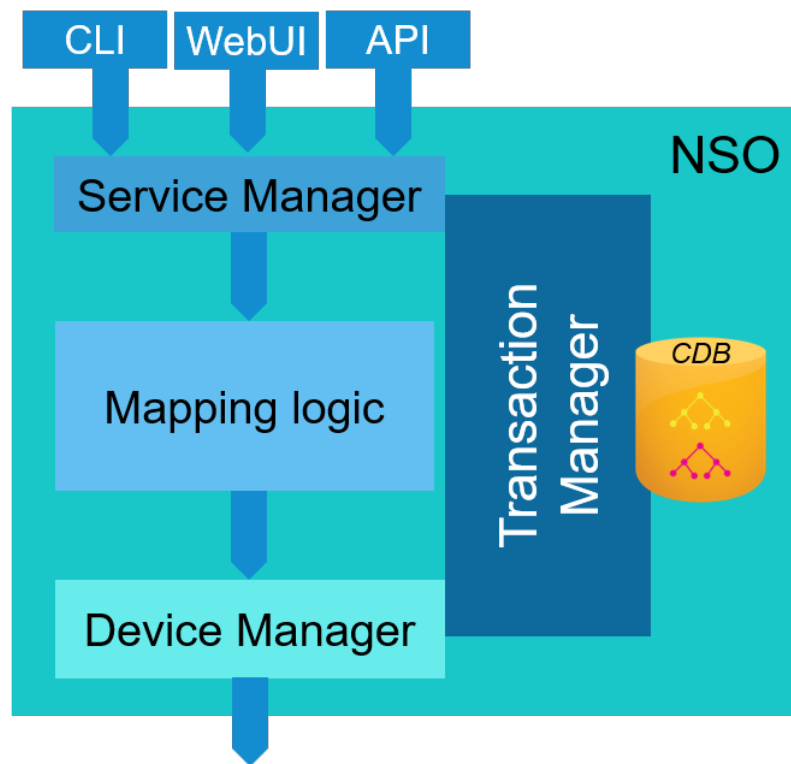 CLI
WebUI
API
NSO
Service Manager
Mapping logic
Transaction
Manager
CDB
Device Manager